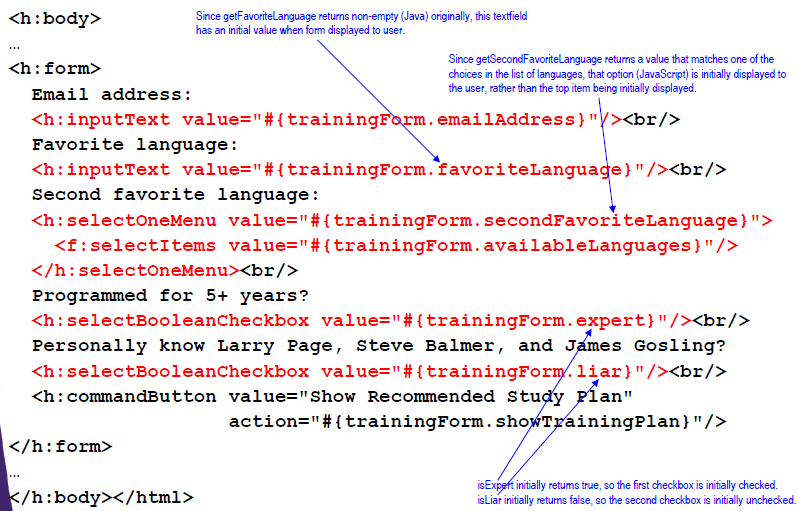 <h:body>
Since getFavoriteLanguage returns non-empty (Java) originally, this textfield
has an initial value when form displayed to user.
…
Since getSecondFavoriteLanguage returns a value that matches one of the
choices in the list of languages, that option (JavaScript) is initially displayed to
the user, rather than the top item being initially displayed.
<h:form>
Email address:
<h:inputText value="#{trainingForm.emailAddress}"/><br/>
Favorite language:
<h:inputText value="#{trainingForm.favoriteLanguage}"/><br/>
Second favorite language:
<h:selectOneMenu value="#{trainingForm.secondFavoriteLanguage}">
<f:selectItems value="#{trainingForm.availableLanguages}"/>
</h:selectOneMenu><br/>
Programmed for 5+ years?
<h:selectBooleanCheckbox value="#{trainingForm.expert}"/><br/>
Personally know Larry Page, Steve Balmer, and James Gosling?
<h:selectBooleanCheckbox value="#{trainingForm.liar}"/><br/>
<h:commandButton value="Show Recommended Study Plan"
action="#{trainingForm.showTrainingPlan}"/>
</h:form>
…
isExpert initially returns true, so the first checkbox is initially checked.
isLiar initially returns false, so the second checkbox is initially unchecked.
</h:body></html>